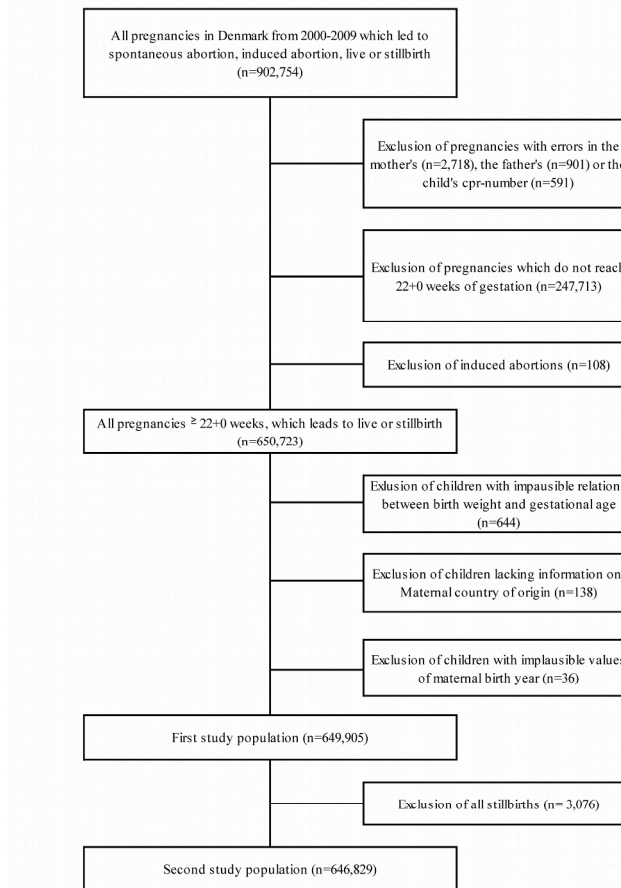 All pregnancies in Denmark from 2000-2009 which led to
spontaneous abortion, induced abortion, live or stillbirth
(n=902,754)
Exclusion of pregnancies with errors in the
mother's (n=2,718), the father's (n=901) or the
child's cpr-number (n=591)
Exclusion of pregnancies which do not reach
22+0 weeks of gestation (n=247,713)
Exclusion of induced abortions (n=108)
All pregnancies ≥ 22+0 weeks, which leads to live or stillbirth
(n=650,723)
Exlusion of children with impausible relation
between birth weight and gestational age
(n=644)
Exclusion of children lacking information on
Maternal country of origin (n=138)
Exclusion of children with implausible values
of maternal birth year (n=36)
First study population (n=649,905)
Exclusion of all stillbirths (n= 3,076)
Second study population (n=646,829)